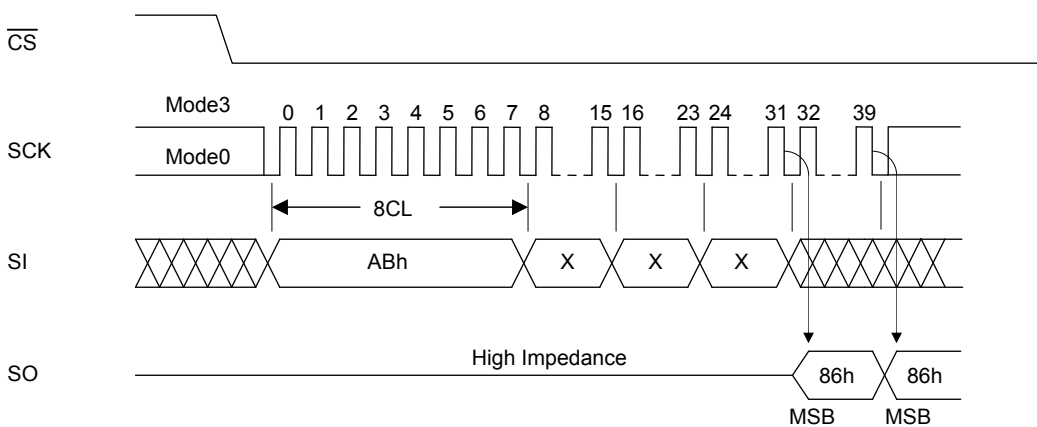 CS
Mode3
0 1 2 3 4 5 6 7 8 15 16 23 24 31 32 39
SCK
Mode0
8CL
SI
ABh X X X
High Impedance
SO
86h 86h
MSB MSB